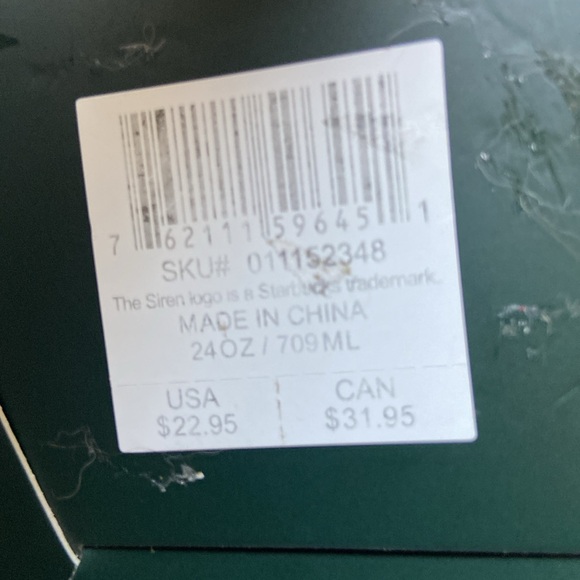 7 62111 59645 1
SKU# 011152348
The Siren logo is a Starbucks trademark.
MADE IN CHINA
24OZ / 709ML
USA CAN
$22.95 $31.95